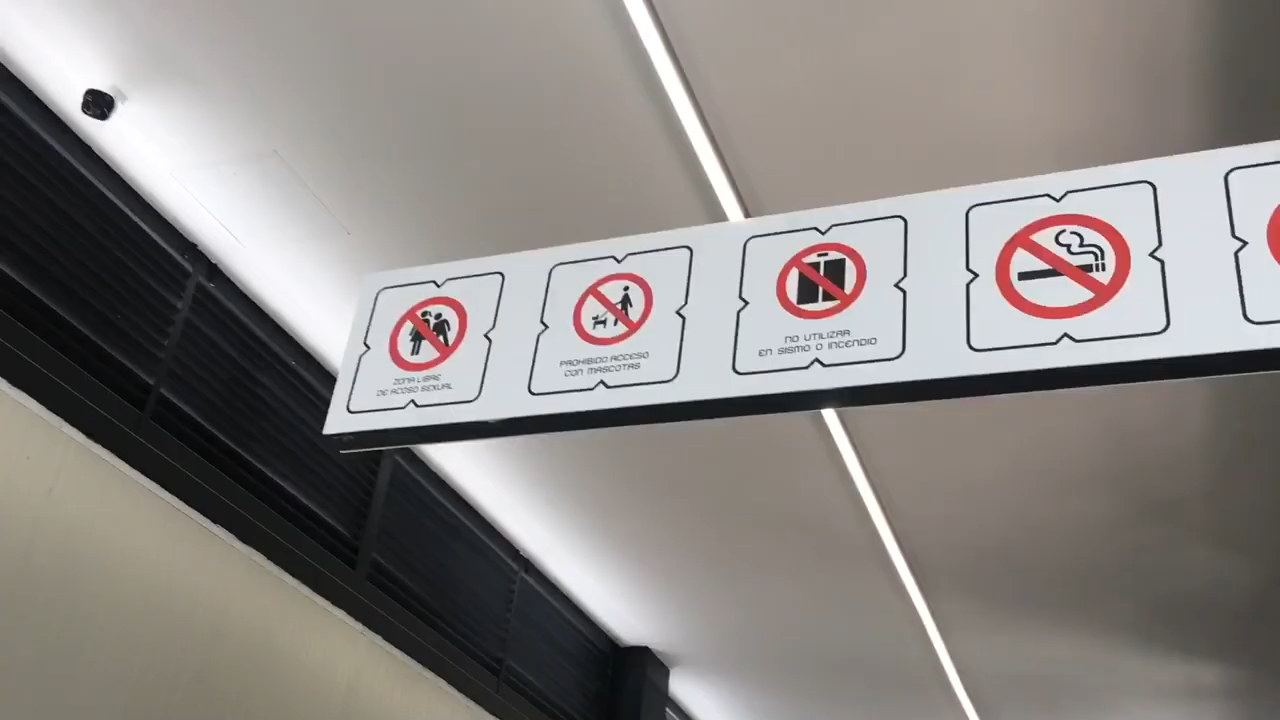 ZONA LIBRE
DE ACOSO SEXUAL
PROHIBIDO ACCESO
CON MASCOTAS
NO UTILIZAR
EN SISMO O INCENDIO